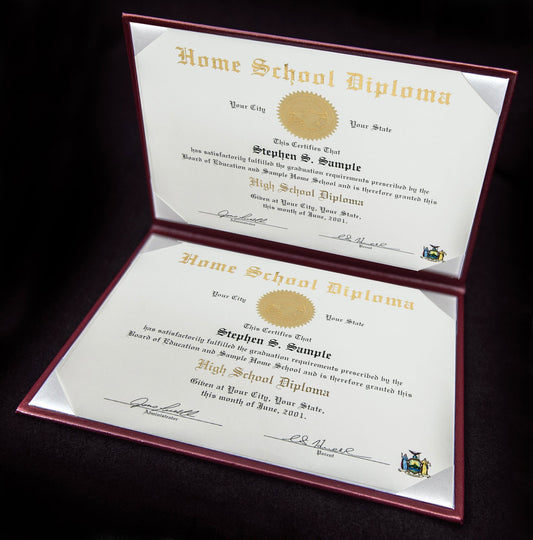 Home School Diploma
Your City Your State
This Certifies That
Stephen S. Sample
has satisfactorily fulfilled the graduation requirements prescribed by the
Board of Education and Sample Home School and is therefore granted this
High School Diploma
Given at Your City, Your State,
this month of June, 2001.
Parent
Home School Diploma
Your City Your State
This Certifies That
Stephen S. Sample
has satisfactorily fulfilled the graduation requirements prescribed by the
Board of Education and Sample Home School and is therefore granted this
High School Diploma
Given at Your City, Your State,
this month of June, 2001.
Administrator Parent